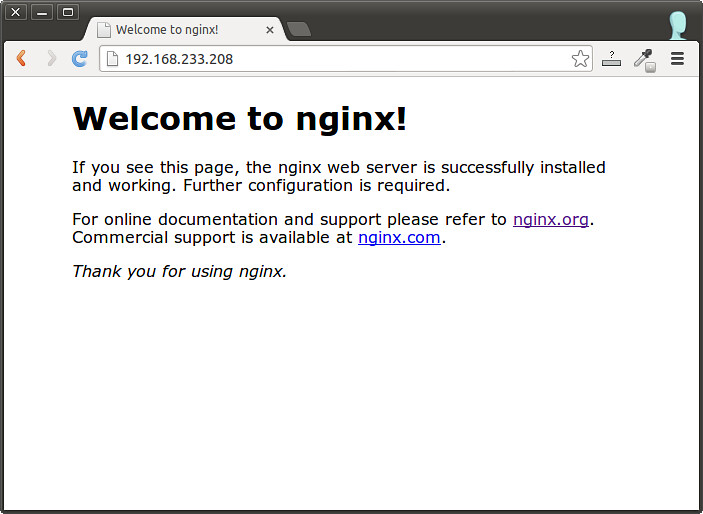 Welcome to nginx!
192.168.233.208
Welcome to nginx!
If you see this page, the nginx web server is successfully installed
and working. Further configuration is required.
For online documentation and support please refer to nginx.org.
Commercial support is available at nginx.com.
Thank you for using nginx.